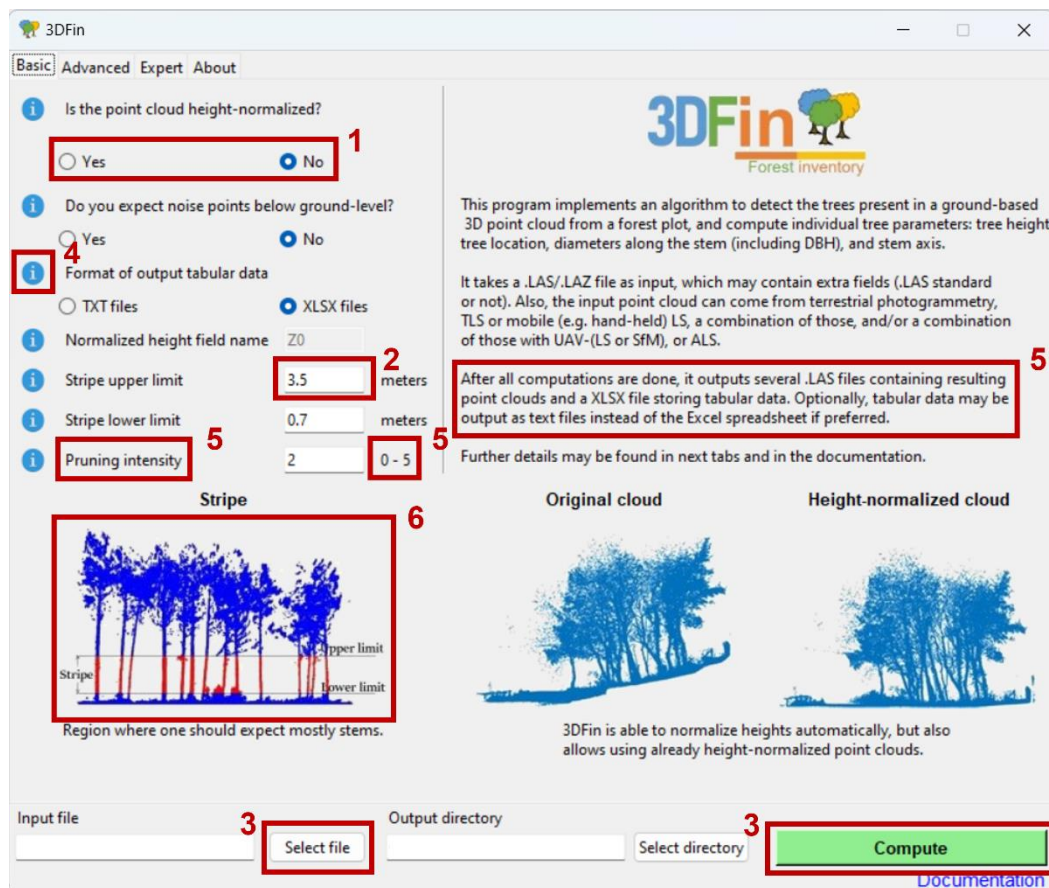 3DFin
Basic Advanced Expert About
Is the point cloud height-normalized?
1
Yes No
Do you expect noise points below ground-level?
Yes No
4
Format of output tabular data
TXT files XLSX files
Normalized height field name Z0
2
Stripe upper limit 3.5 meters
Stripe lower limit 0.7 meters
5 5
Pruning intensity 2 0 - 5
3DFin
Forest inventory
This program implements an algorithm to detect the trees present in a ground-based
3D point cloud from a forest plot, and compute individual tree parameters: tree height
tree location, diameters along the stem (including DBH), and stem axis.
It takes a .LAS/.LAZ file as input, which may contain extra fields (.LAS standard
or not). Also, the input point cloud can come from terrestrial photogrammetry,
TLS or mobile (e.g. hand-held) LS, a combination of those, and/or a combination
of those with UAV-(LS or SfM), or ALS.
5
After all computations are done, it outputs several .LAS files containing resulting
point clouds and a XLSX file storing tabular data. Optionally, tabular data may be
output as text files instead of the Excel spreadsheet if preferred.
Further details may be found in next tabs and in the documentation.
Stripe
6
Upper limit
Stripe
Lower limit
Region where one should expect mostly stems.
Original cloud Height-normalized cloud
3DFin is able to normalize heights automatically, but also
allows using already height-normalized point clouds.
Input file Output directory
3 3
Select file Select directory Compute
Documentation